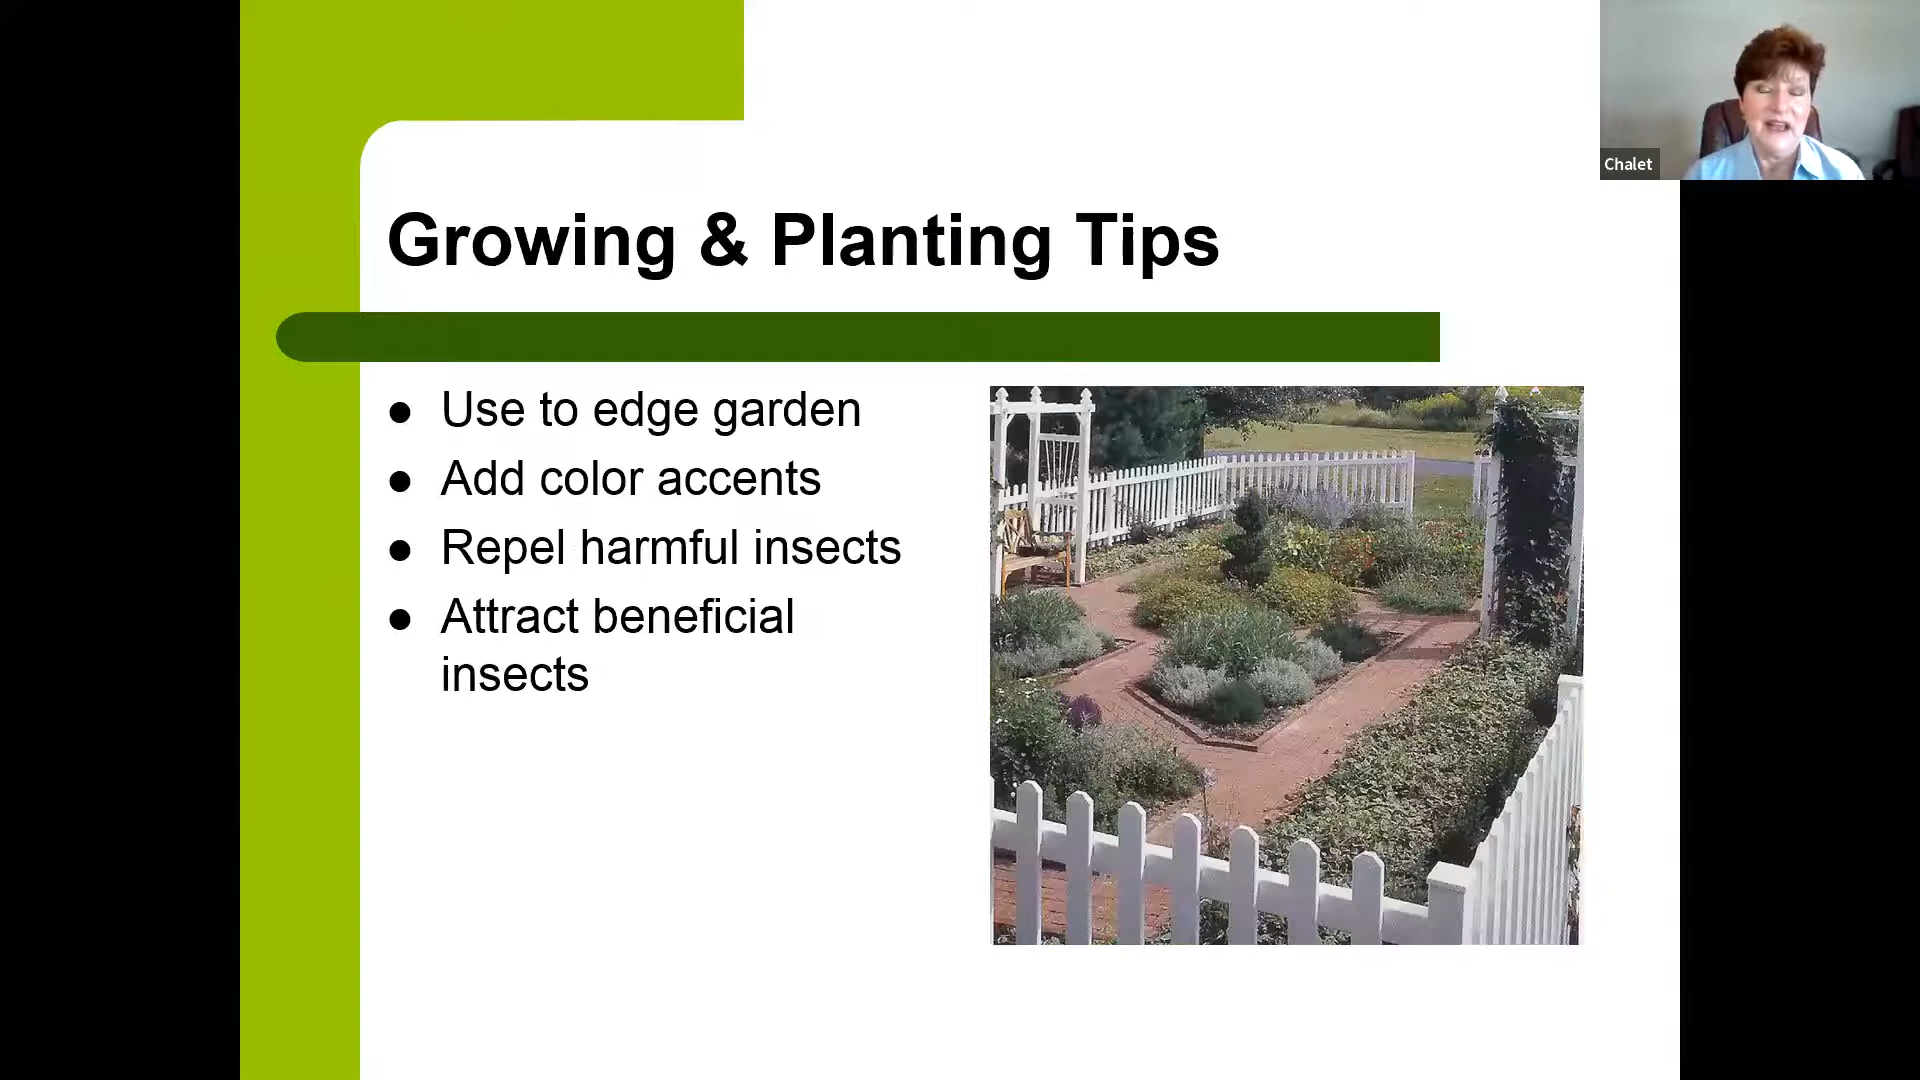 Chalet
Growing & Planting Tips
● Use to edge garden
● Add color accents
● Repel harmful insects
● Attract beneficial
insects